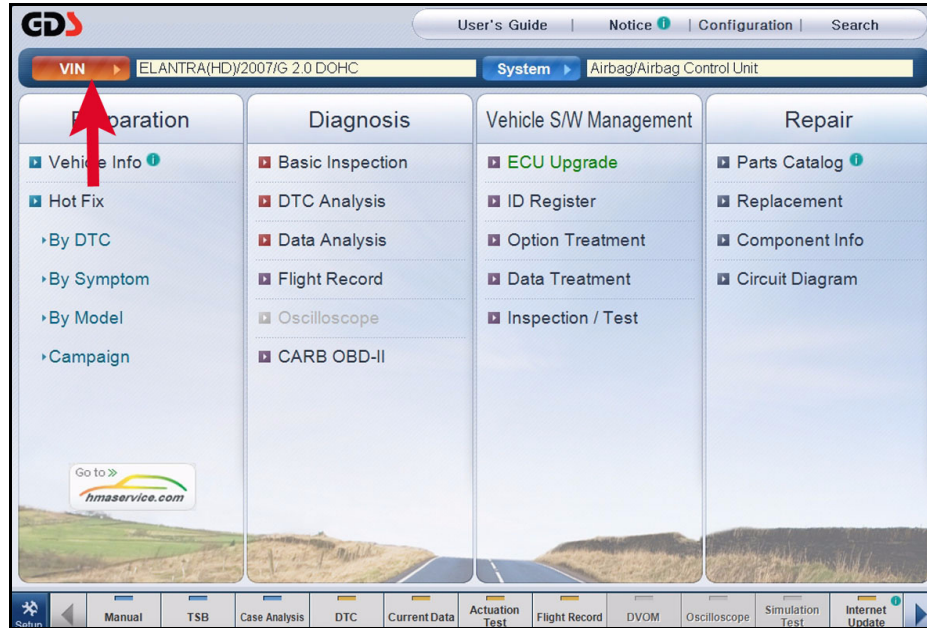 GDS
User's Guide | Notice | Configuration | Search
VIN ELANTRA(HD)/2007/G 2.0 DOHC System Airbag/Airbag Control Unit
Preparation
Vehicle Info
Hot Fix
By DTC
By Symptom
By Model
Campaign
Go to »
hmaservice.com
Diagnosis
Basic Inspection
DTC Analysis
Data Analysis
Flight Record
Oscilloscope
CARB OBD-II
Vehicle S/W Management
ECU Upgrade
ID Register
Option Treatment
Data Treatment
Inspection / Test
Repair
Parts Catalog
Replacement
Component Info
Circuit Diagram
Setup Manual TSB Case Analysis DTC Current Data Actuation Test Flight Record DVOM Oscilloscope Simulation Test Internet Update